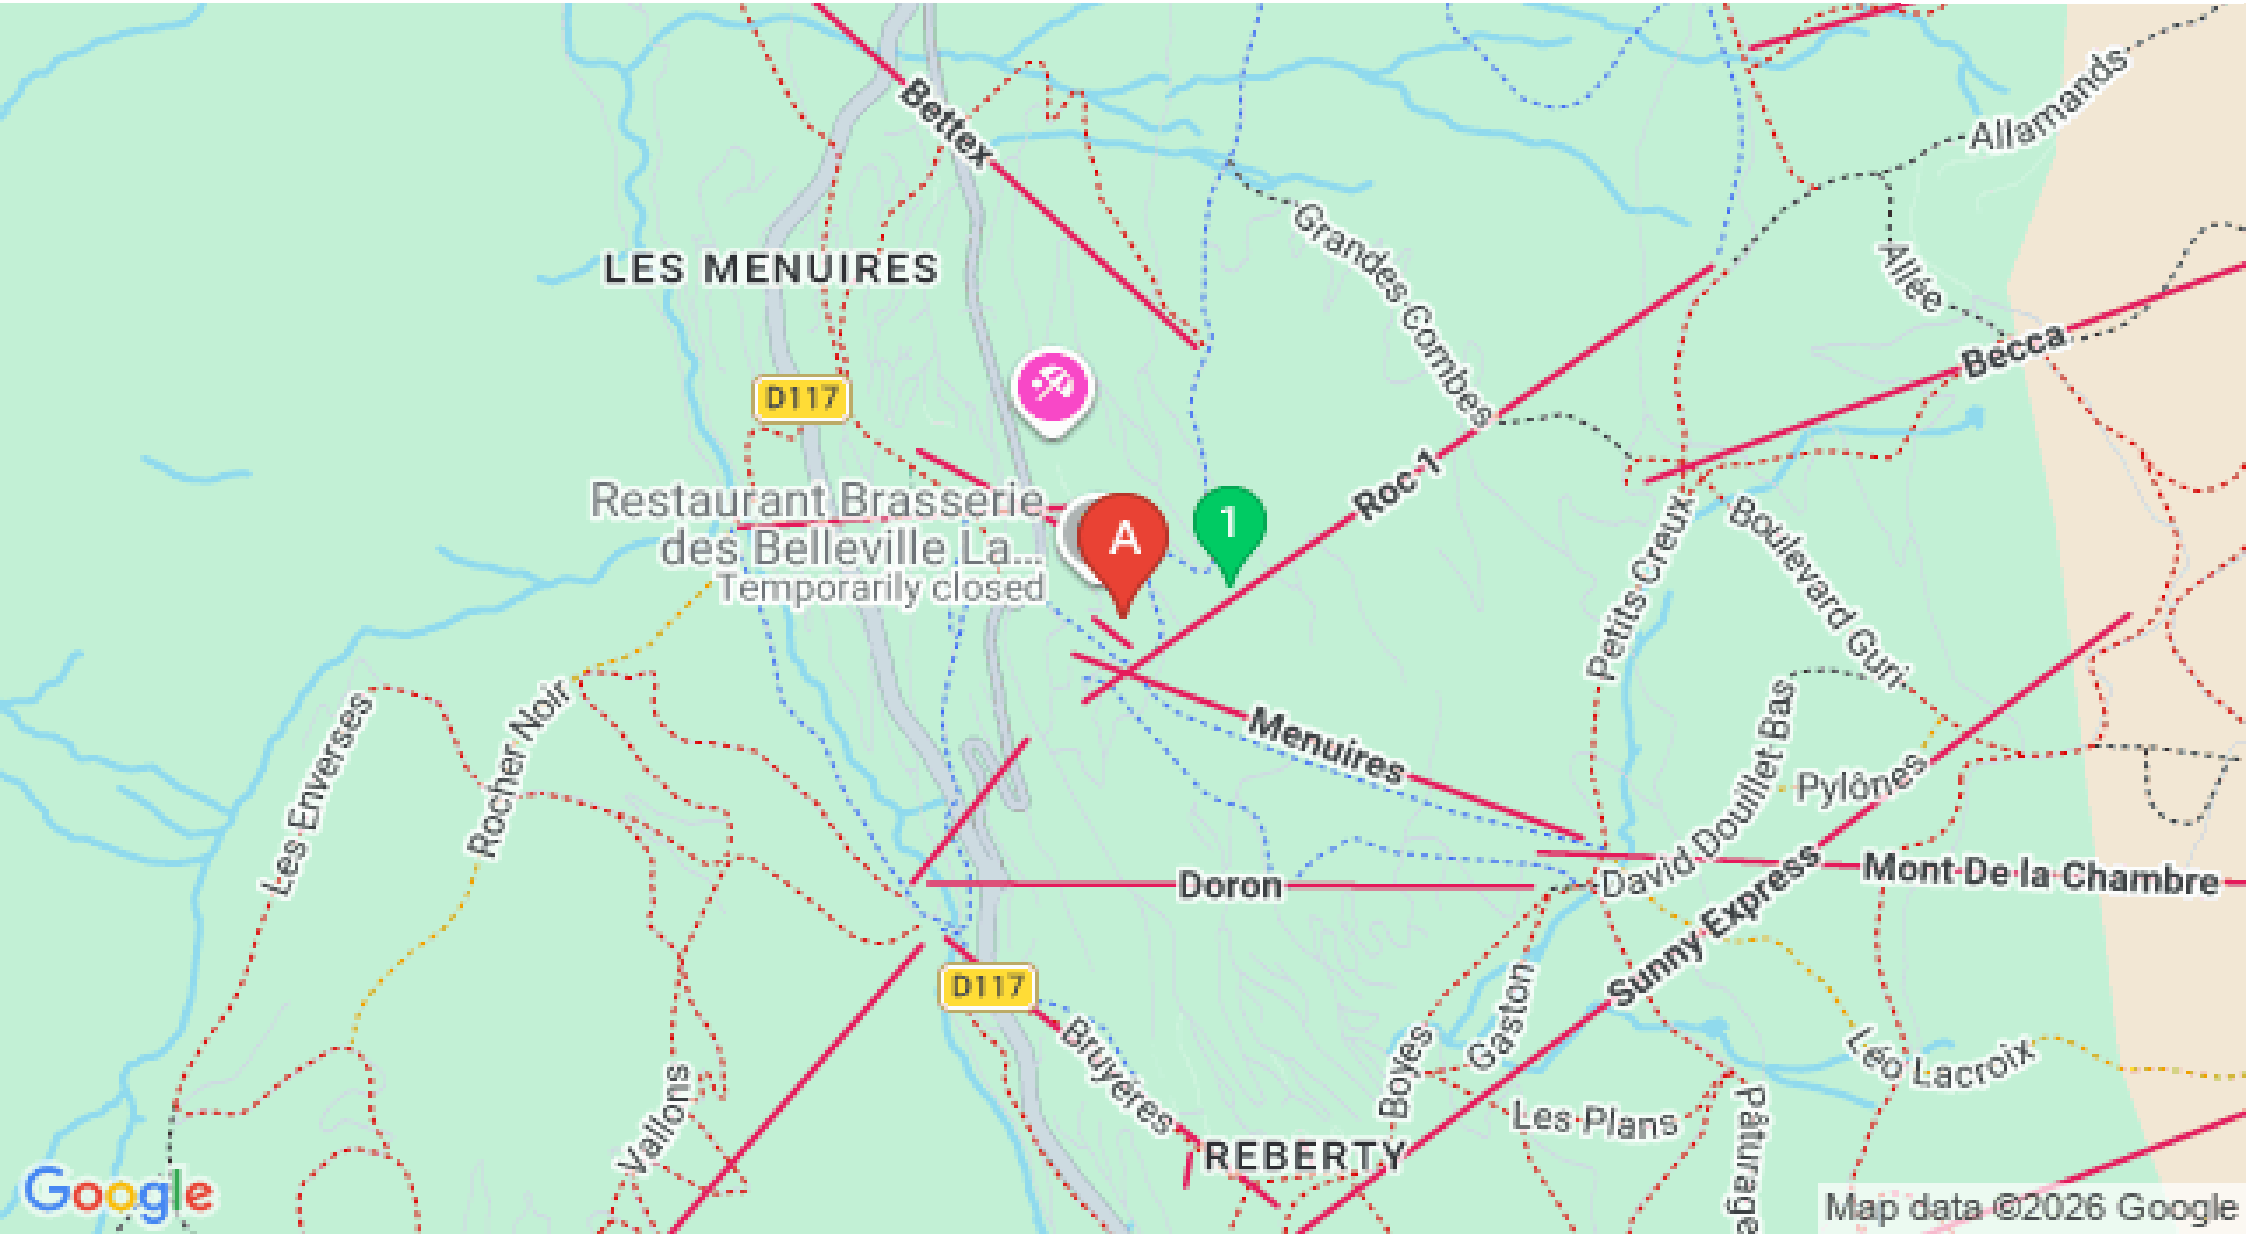 Bettex
Allamands
Grandes Combes
LES MENUIRES
Allée
Becca
D117
Roc 1
Restaurant Brasserie
des Belleville La...
Temporarily closed
A
1
Petits Creux
Boulevard Guri
Les Enverses
Rocher Noir
Menuires
David Douillet Bas
Pylônes
Doron
Mont De la Chambre
Sunny Express
D117
Bruyères
Gaston
Boyes
Léo Lacroix
Vallons
Les Plans
Pâturage
REBERTY
Google
Map data ©2026 Google